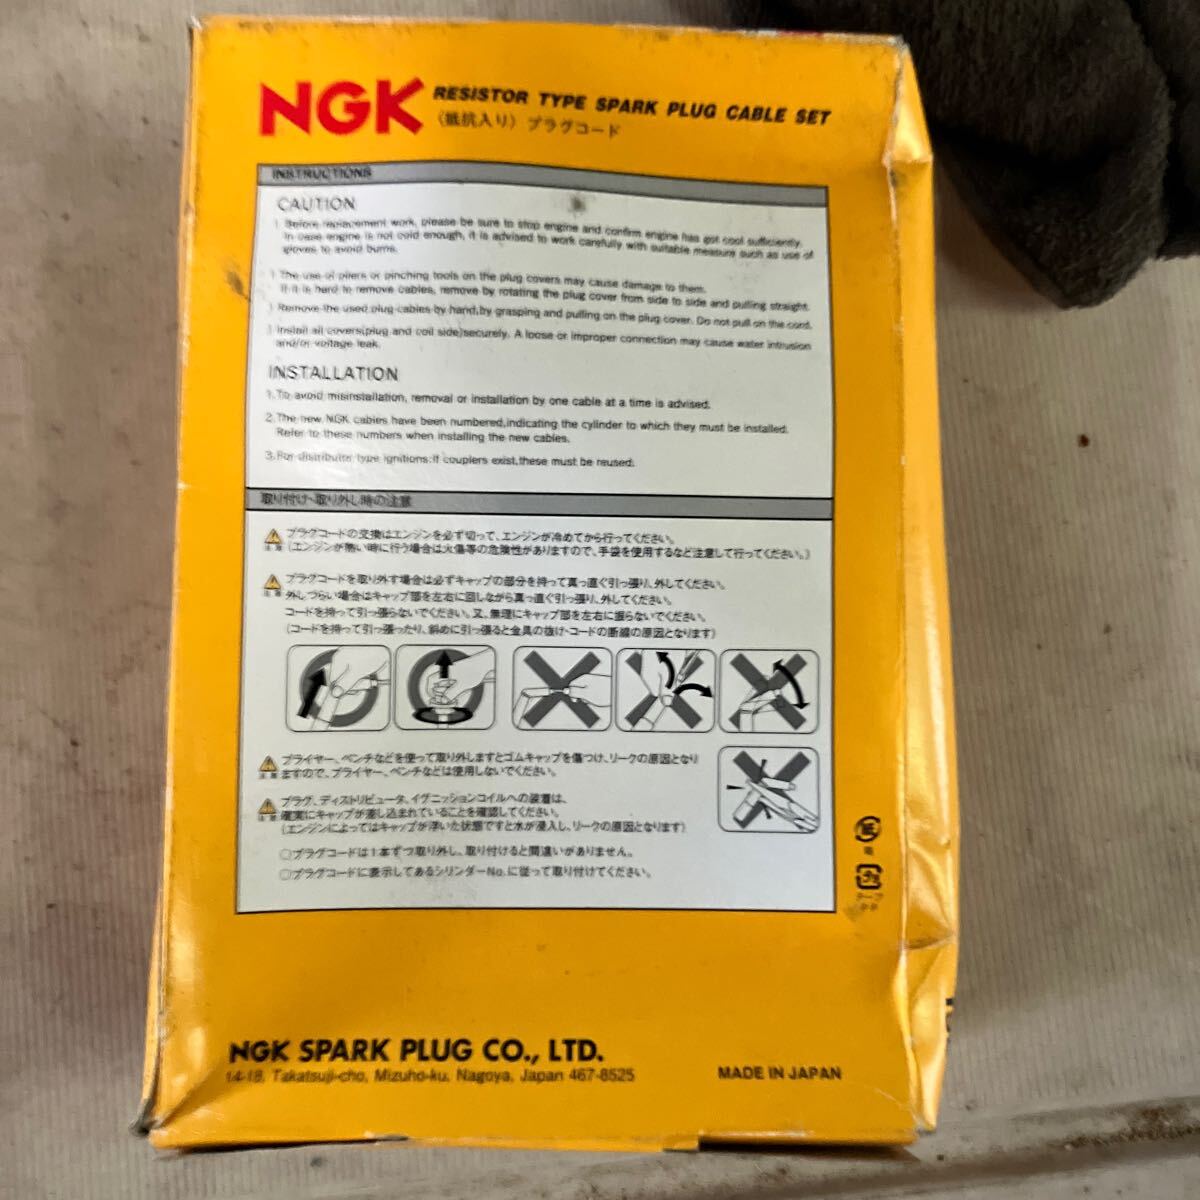 NGK RESISTOR TYPE SPARK PLUG CABLE SET
(抵抗入り) プラグコード
INSTRUCTIONS
CAUTION
Before replacement work, please be sure to stop engine and confirm engine has got cool sufficiently.
In case engine is not cold enough, it is advised to work carefully with suitable measure such as use of
gloves to avoid burns.
The use of pliers or pinching tools on the plug covers may cause damage to them.
If it is hard to remove cables, remove by rotating the plug cover from side to side and pulling straight.
Remove the used plug cables by hand,by grasping and pulling on the plug cover. Do not pull on the cord.
Install all covers(plug and coil side)securely. A loose or improper connection may cause water intrusion
and/or voltage leak.
INSTALLATION
1.To avoid misinstallation, removal or installation by one cable at a time is advised.
2.The new NGK cables have been numbered,indicating the cylinder to which they must be installed.
Refer to these numbers when installing the new cables.
3.For distributor type ignitions:If couplers exist,these must be reused.
取り付け・取り外し時の注意
注意 プラグコードの交換はエンジンを必ず切って、エンジンが冷めてから行ってください。
(エンジンが熱い時に行う場合は火傷等の危険性がありますので、手袋を使用するなど注意して行ってください。)
注意 プラグコードを取り外す場合は必ずキャップの部分を持って真っ直ぐ引っ張り、外してください。
外しづらい場合はキャップ部を左右に回しながら真っ直ぐ引っ張り、外してください。
コードを持って引っ張らないでください。又、無理にキャップ部を左右に振らないでください。
(コードを持って引っ張ったり、斜めに引っ張ると金具の抜け・コードの断線の原因となります)
注意 プライヤー、ペンチなどを使って取り外しますとゴムキャップを傷つけ、リークの原因となり
ますので、プライヤー、ペンチなどは使用しないでください。
注意 プラグ、ディストリビュータ、イグニッションコイルへの装着は、
確実にキャップが差し込まれていることを確認してください。
(エンジンによってはキャップが浮いた状態ですと水が浸入し、リークの原因となります)
○プラグコードは1本ずつ取り外し、取り付けると間違いがありません。
○プラグコードに表示してあるシリンダーNo.に従って取り付けてください。
紙
箱
プラ
テープ
PP
NGK SPARK PLUG CO., LTD.
14-18, Takatsuji-cho, Mizuho-ku, Nagoya, Japan 467-8525
MADE IN JAPAN